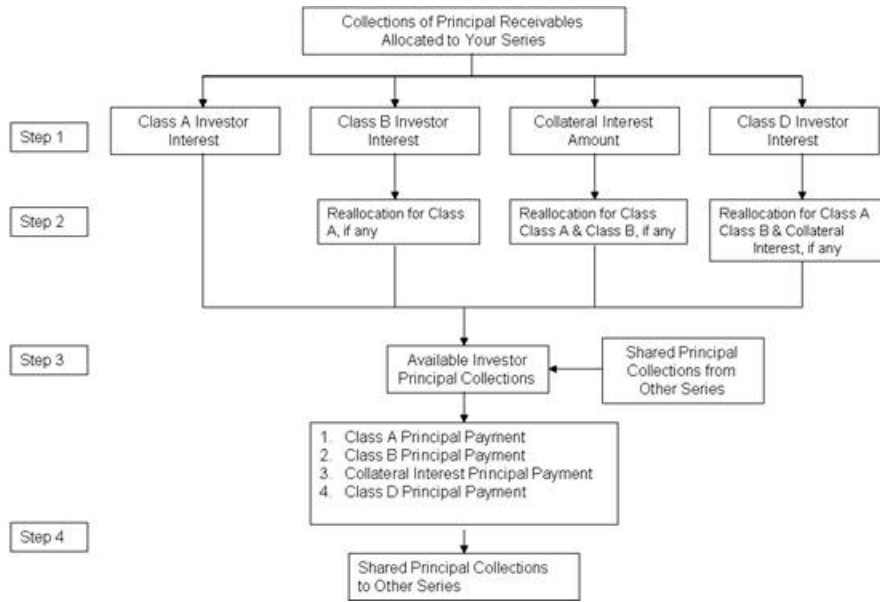 Collections of Principal Receivables
Allocated to Your Series
Step 1
Class A Investor
Interest
Class B Investor
Interest
Collateral Interest
Amount
Class D Investor
Interest
Step 2
Reallocation for Class
A, if any
Reallocation for Class
Class A & Class B, if any
Reallocation for Class A
Class B & Collateral
Interest, if any
Step 3
Available Investor
Principal Collections
Shared Principal
Collections from
Other Series
1. Class A Principal Payment
2. Class B Principal Payment
3. Collateral Interest Principal Payment
4. Class D Principal Payment
Step 4
Shared Principal Collections
to Other Series